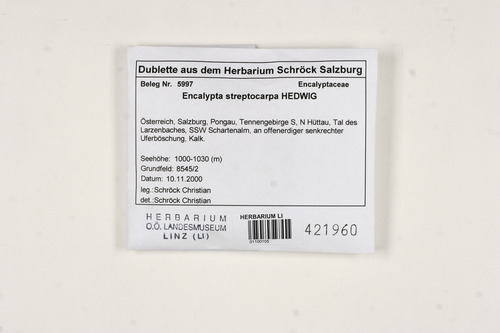 Dublette aus dem Herbarium Schröck Salzburg
Beleg Nr. 5997 Encalyptaceae
Encalypta streptocarpa HEDWIG
Österreich, Salzburg, Pongau, Tennengebirge S, N Hüttau, Tal des
Larzenbaches, SSW Schartenalm, an offenerdiger senkrechter
Uferböschung, Kalk.
Seehöhe: 1000-1030 (m)
Grundfeld: 8545/2
Datum: 10.11.2000
leg.:Schröck Christian
det.:Schröck Christian
HERBARIUM
O.Ö. LANDESMUSEUM
LINZ (LI)
HERBARIUM LI
01100105
421960